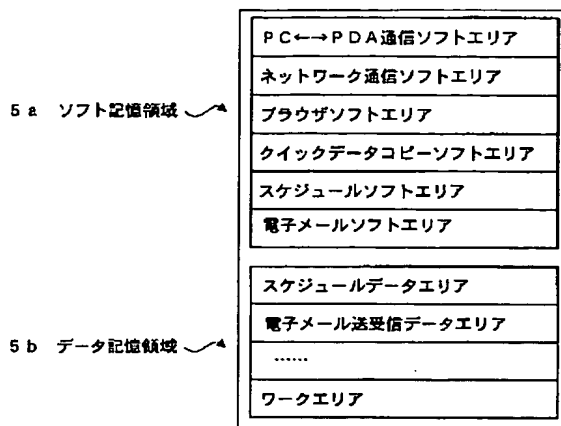 PC←→PDA通信ソフトエリア
ネットワーク通信ソフトエリア
5a ソフト記憶領域
ブラウザソフトエリア
クイックデータコピーソフトエリア
スケジュールソフトエリア
電子メールソフトエリア
スケジュールデータエリア
電子メール送受信データエリア
5b データ記憶領域
……
ワークエリア